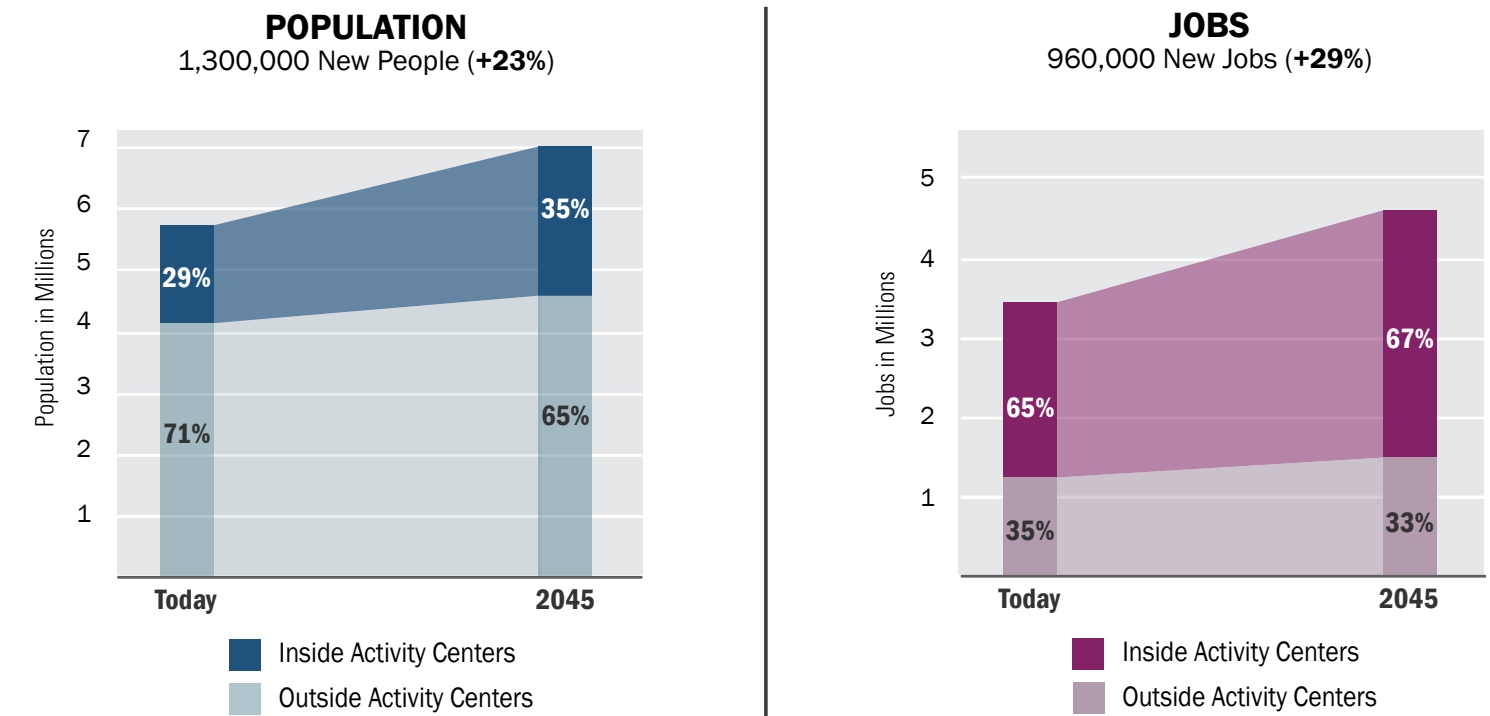 POPULATION
1,300,000 New People (+23%)
Population in Millions
7
6
5
4
3
2
1
29%
71%
35%
65%
Today
2045
Inside Activity Centers
Outside Activity Centers
JOBS
960,000 New Jobs (+29%)
Jobs in Millions
5
4
3
2
1
65%
35%
67%
33%
Today
2045
Inside Activity Centers
Outside Activity Centers